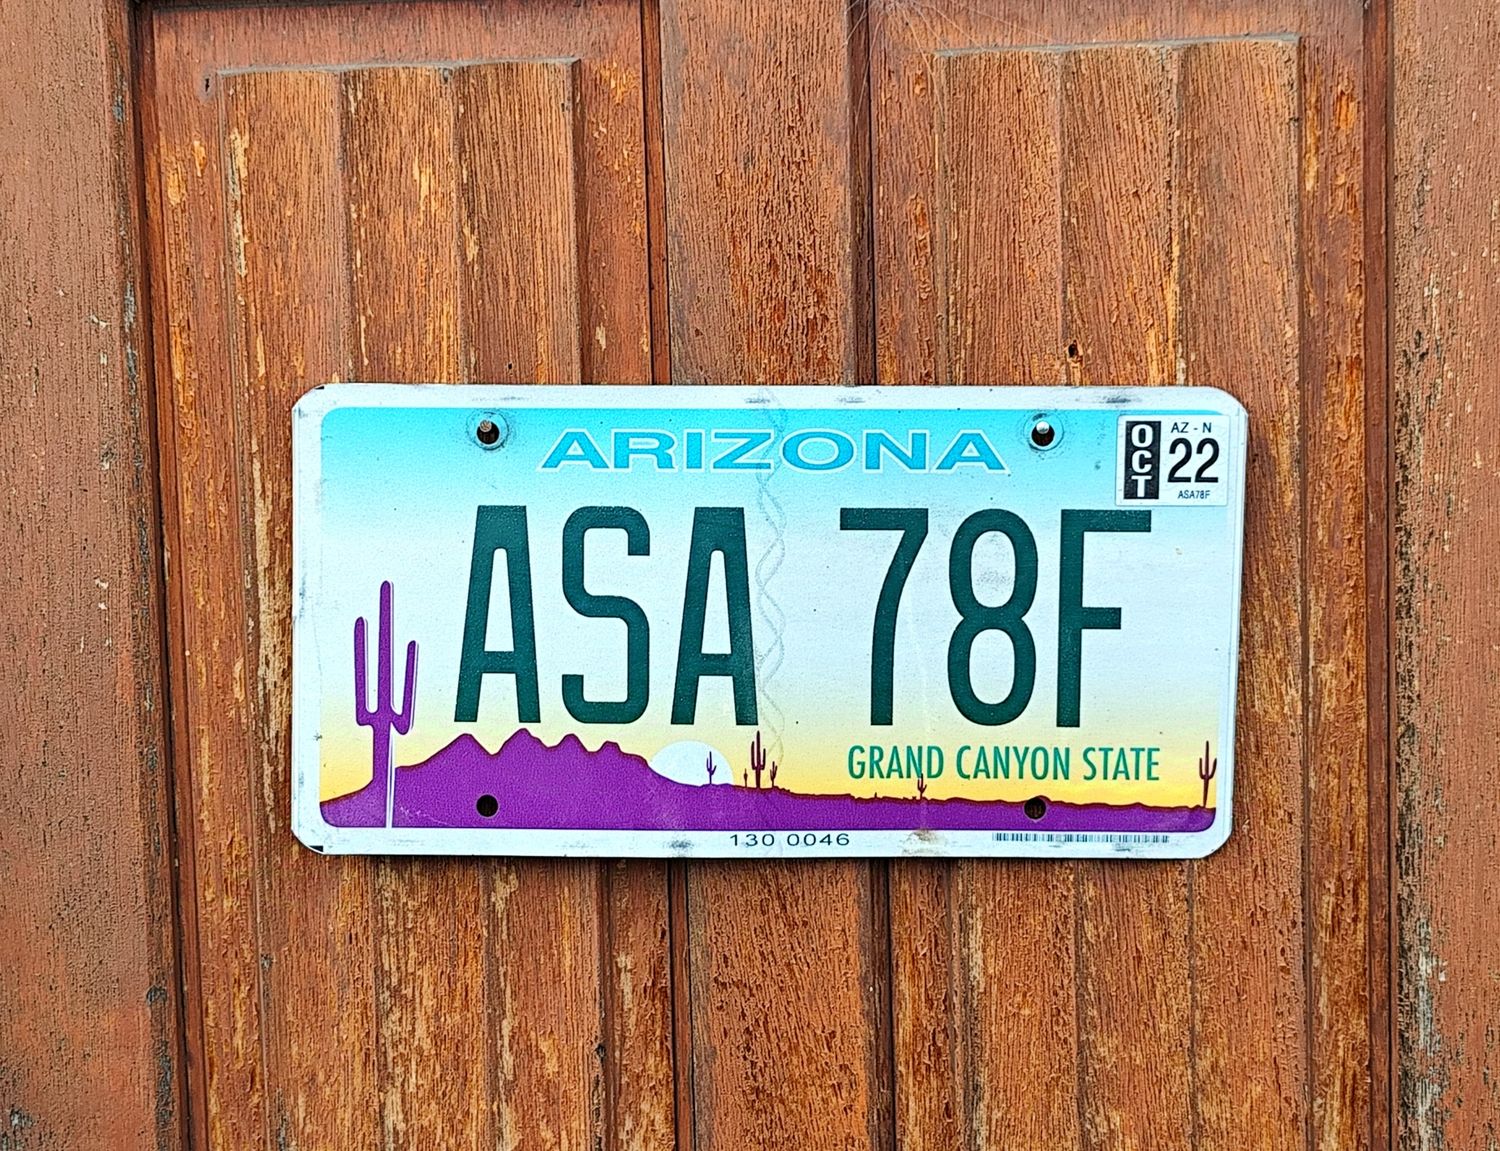 ARIZONA
OCT
AZ - N
22
ASA78F
ASA 78F
GRAND CANYON STATE
130 0046